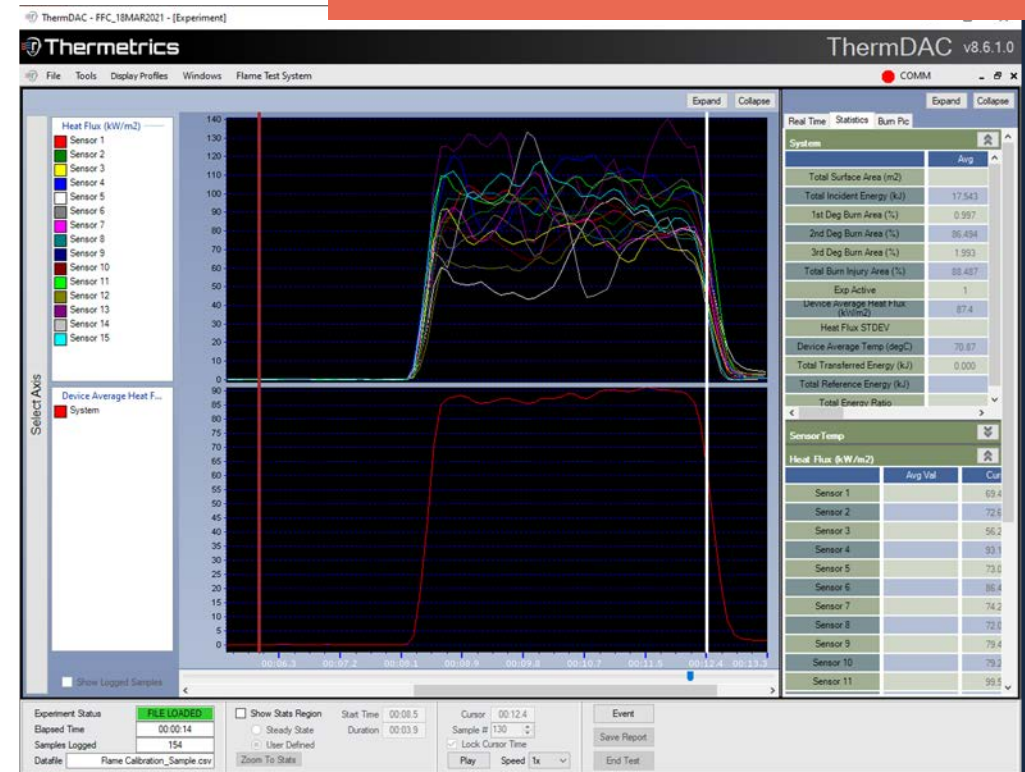 ThermDAC - FFC_18MAR2021 - [Experiment]
Thermetrics
ThermDAC v8.6.1.0
File Tools Display Profiles Windows Flame Test System
COMM
Expand Collapse
Expand Collapse
Select Axis
Heat Flux (kW/m2)
Sensor 1
Sensor 2
Sensor 3
Sensor 4
Sensor 5
Sensor 6
Sensor 7
Sensor 8
Sensor 9
Sensor 10
Sensor 11
Sensor 12
Sensor 13
Sensor 14
Sensor 15
Device Average Heat F...
System
Show Logged Samples
140
130
120
110
100
90
80
70
60
50
40
30
20
10
0
90
85
80
75
70
65
60
55
50
45
40
35
30
25
20
15
10
5
0
00:06.3 00:07.2 00:08.1 00:08.9 00:09.8 00:10.7 00:11.5 00:12.4 00:13.3
Real Time Statistics Burn Pic
System
Avg
Total Surface Area (m2)
Total Incident Energy (kJ) 17.543
1st Deg Burn Area (%) 0.997
2nd Deg Burn Area (%) 86.494
3rd Deg Burn Area (%) 1.993
Total Burn Injury Area (%) 88.487
Exp Active 1
Device Average Heat Flux (kW/m2) 87.4
Heat Flux STDEV
Device Average Temp (degC) 70.87
Total Transferred Energy (kJ) 0.000
Total Reference Energy (kJ)
Total Energy Ratio
SensorTemp
Heat Flux (kW/m2)
Avg Val Cur
Sensor 1 69.4
Sensor 2 72.6
Sensor 3 56.2
Sensor 4 93.1
Sensor 5 73.0
Sensor 6 86.4
Sensor 7 74.2
Sensor 8 72.0
Sensor 9 79.4
Sensor 10 79.2
Sensor 11 99.5
Experiment Status FILE LOADED
Elapsed Time 00:00:14
Samples Logged 154
Datafile Flame Calibration_Sample.csv
Show Stats Region
Steady State
User Defined
Zoom To Stats
Start Time 00:08.5
Duration 00:03.9
Cursor 00:12.4
Sample # 130
Lock Cursor Time
Play Speed 1x
Event
Save Report
End Test